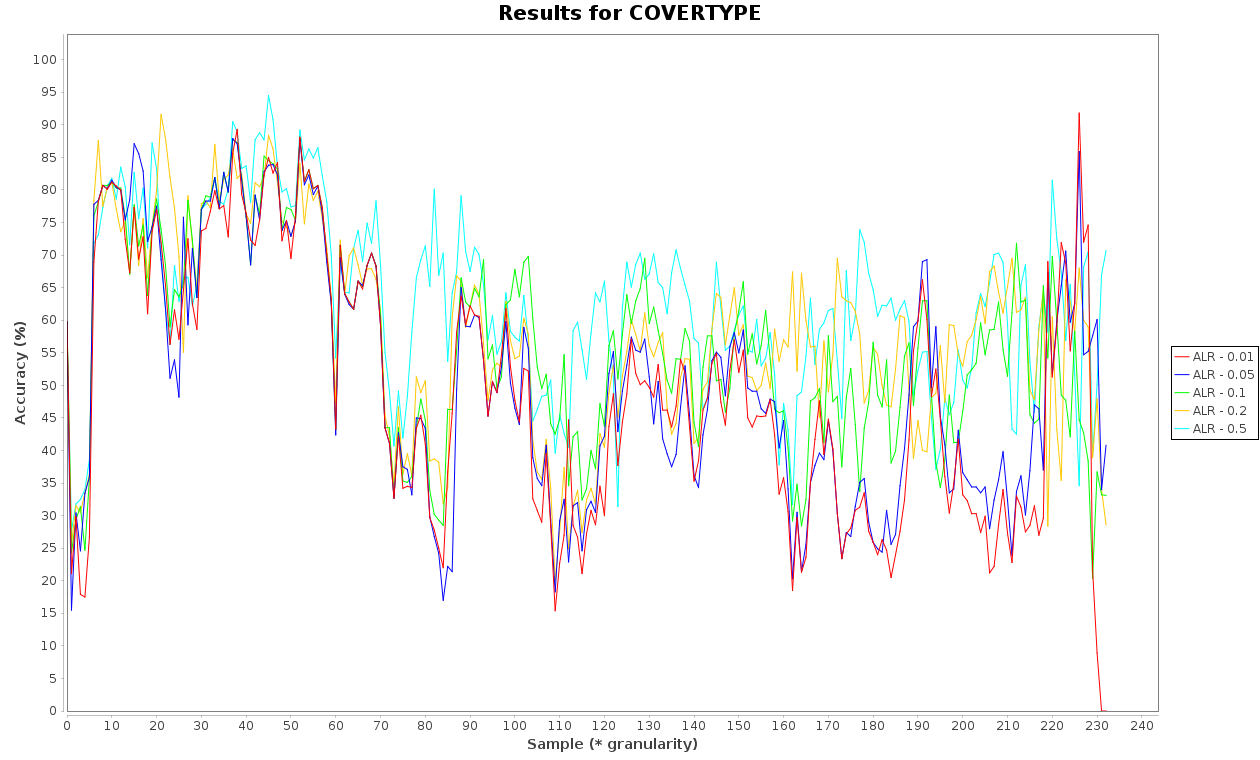 Results for COVERTYPE
Accuracy (%)
100
95
90
85
80
75
70
65
60
55
50
45
40
35
30
25
20
15
10
5
0
0 10 20 30 40 50 60 70 80 90 100 110 120 130 140 150 160 170 180 190 200 210 220 230 240
Sample (* granularity)
ALR - 0.01
ALR - 0.05
ALR - 0.1
ALR - 0.2
ALR - 0.5